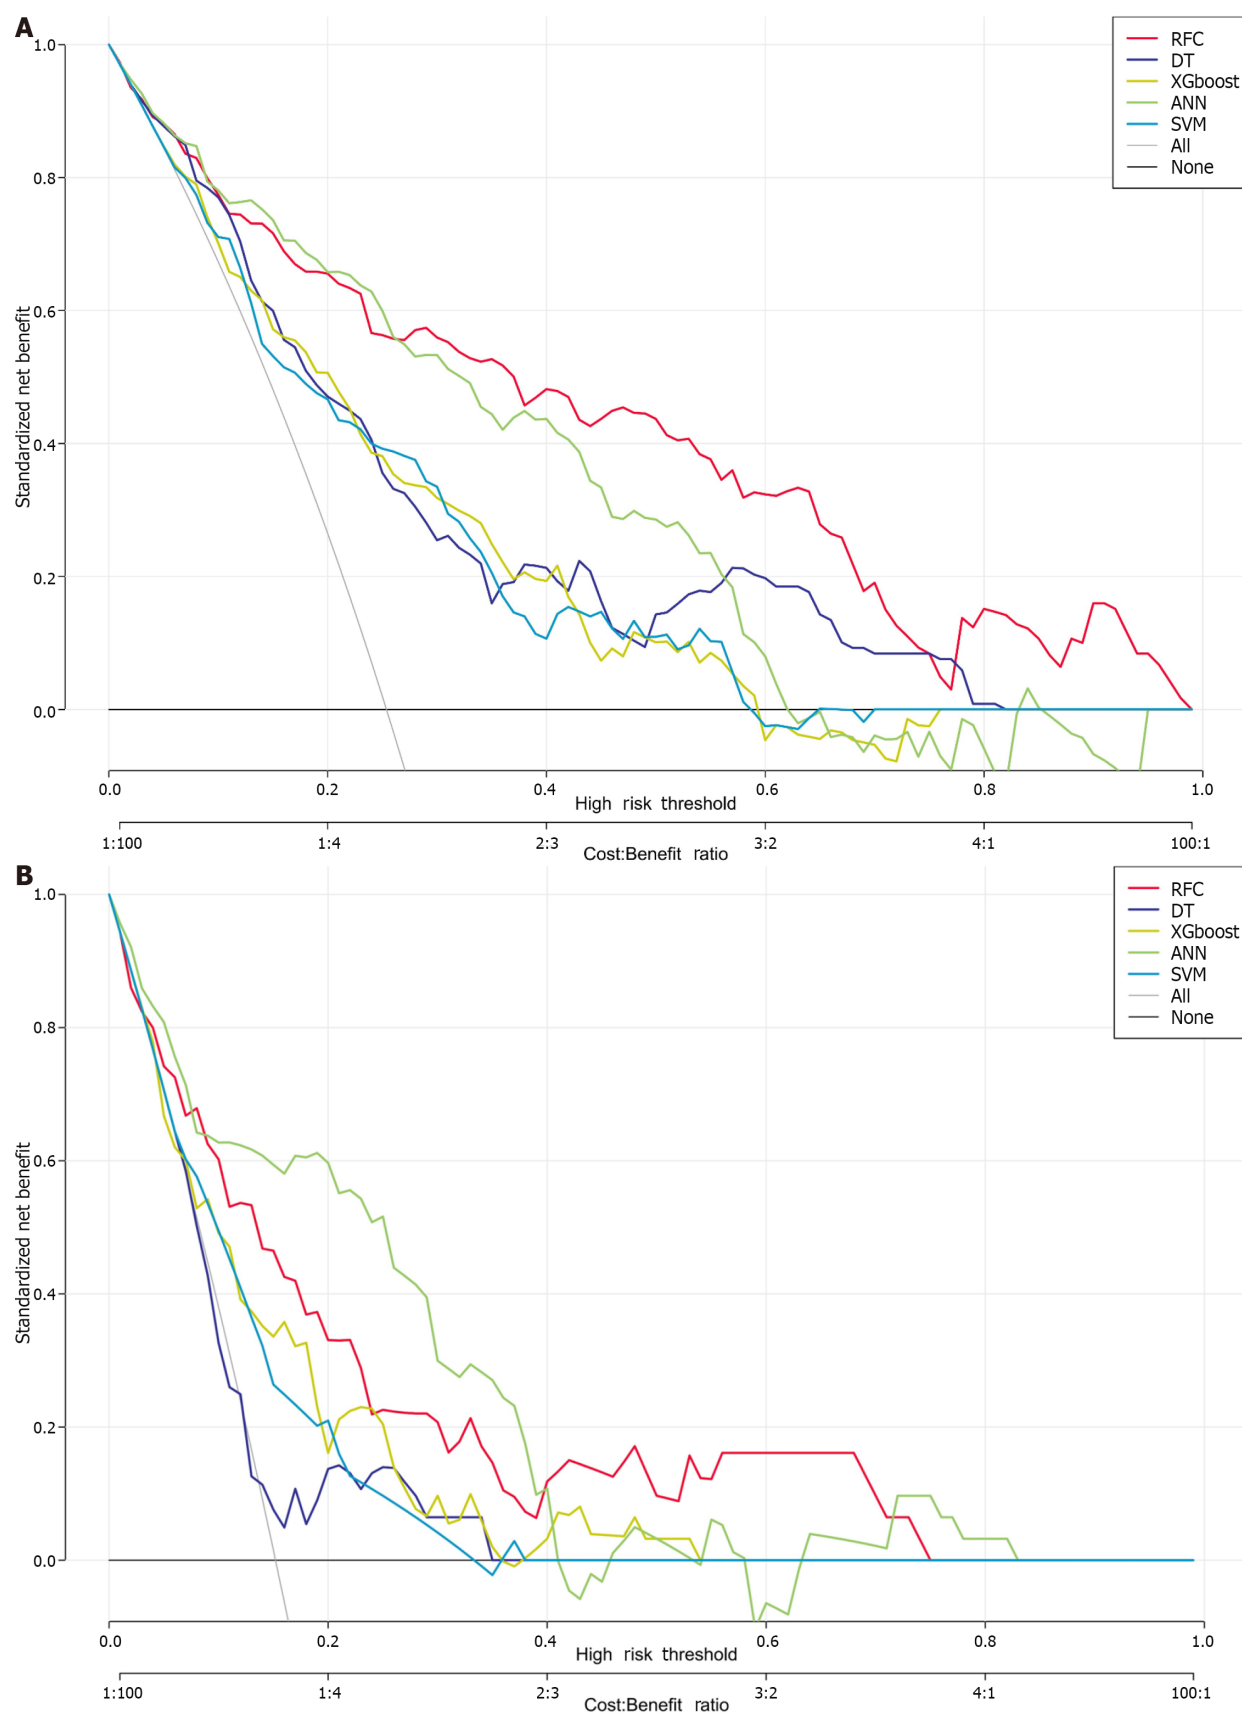 A
RFC
DT
XGboost
ANN
SVM
All
None
1.0
0.8
0.6
0.4
0.2
0.0
Standardized net benefit
0.0 0.2 0.4 0.6 0.8 1.0
High risk threshold
1:100 1:4 2:3 3:2 4:1 100:1
Cost:Benefit ratio
B
RFC
DT
XGboost
ANN
SVM
All
None
1.0
0.8
0.6
0.4
0.2
0.0
Standardized net benefit
0.0 0.2 0.4 0.6 0.8 1.0
High risk threshold
1:100 1:4 2:3 3:2 4:1 100:1
Cost:Benefit ratio